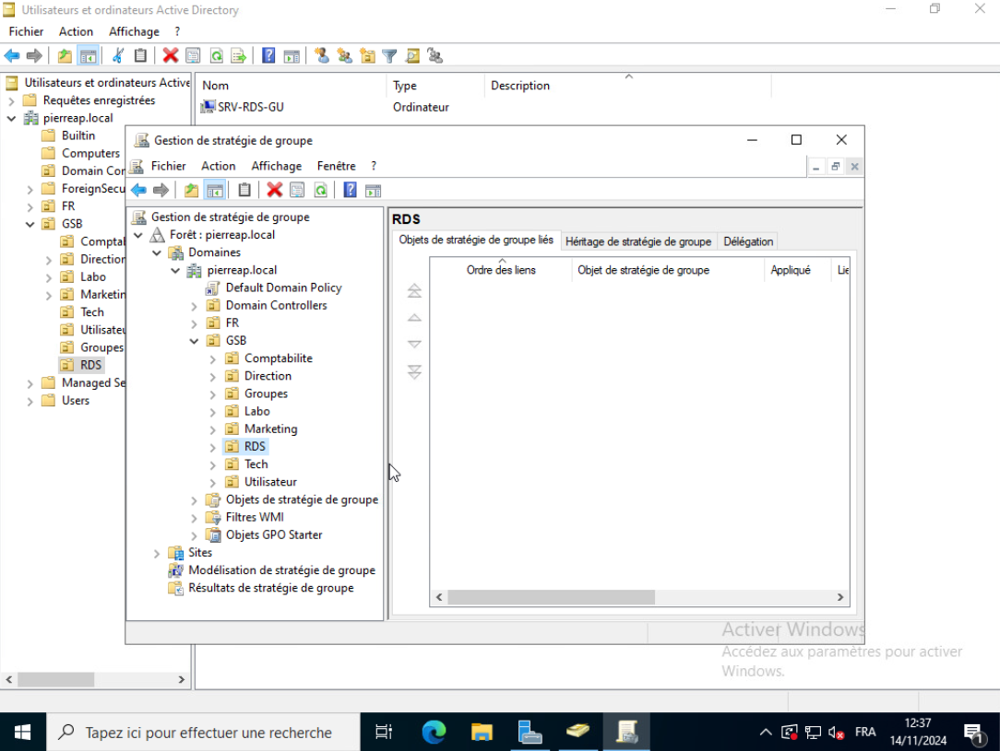 Utilisateurs et ordinateurs Active Directory
Fichier Action Affichage ?
Utilisateurs et ordinateurs Active
Requêtes enregistrées
pierreap.local
Builtin
Computers
Domain Cor
ForeignSecu
FR
GSB
Comptal
Direction
Labo
Marketin
Tech
Utilisateu
Groupes
RDS
Managed Se
Users
Nom Type Description
SRV-RDS-GU Ordinateur
Gestion de stratégie de groupe
Fichier Action Affichage Fenêtre ?
Gestion de stratégie de groupe
Forêt : pierreap.local
Domaines
pierreap.local
Default Domain Policy
Domain Controllers
FR
GSB
Comptabilite
Direction
Groupes
Labo
Marketing
RDS
Tech
Utilisateur
Objets de stratégie de groupe
Filtres WMI
Objets GPO Starter
Sites
Modélisation de stratégie de groupe
Résultats de stratégie de groupe
RDS
Objets de stratégie de groupe liés Héritage de stratégie de groupe Délégation
Ordre des liens Objet de stratégie de groupe Appliqué Lie
Activer Windows
Accédez aux paramètres pour activer
Windows.
Tapez ici pour effectuer une recherche
FRA
12:37
14/11/2024
1